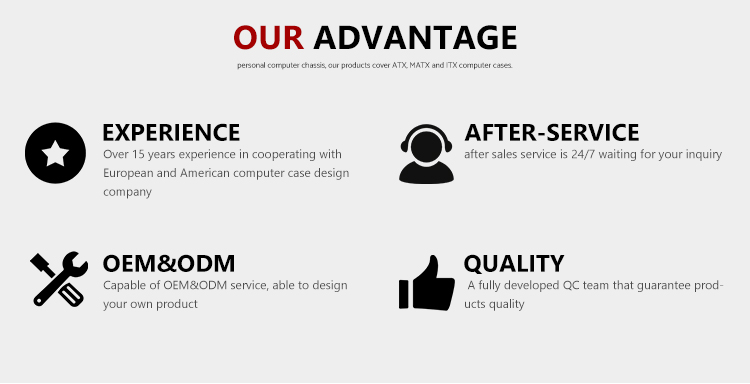 OUR ADVANTAGE
personal computer chassis, our products cover ATX, MATX and ITX computer cases.
EXPERIENCE
Over 15 years experience in cooperating with
European and American computer case design
company
AFTER-SERVICE
after sales service is 24/7 waiting for your inquiry
OEM&ODM
Capable of OEM&ODM service, able to design
your own product
QUALITY
A fully developed QC team that guarantee prod-
ucts quality